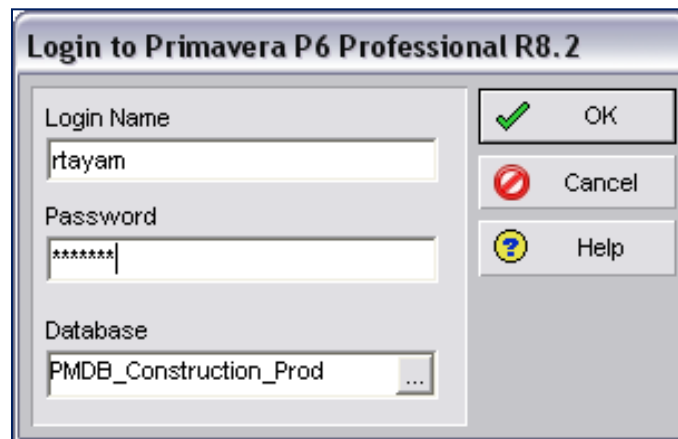 Login to Primavera P6 Professional R8.2
Login Name
rtayam
Password
*******
Database
PMDB_Construction_Prod
...
OK
Cancel
? Help